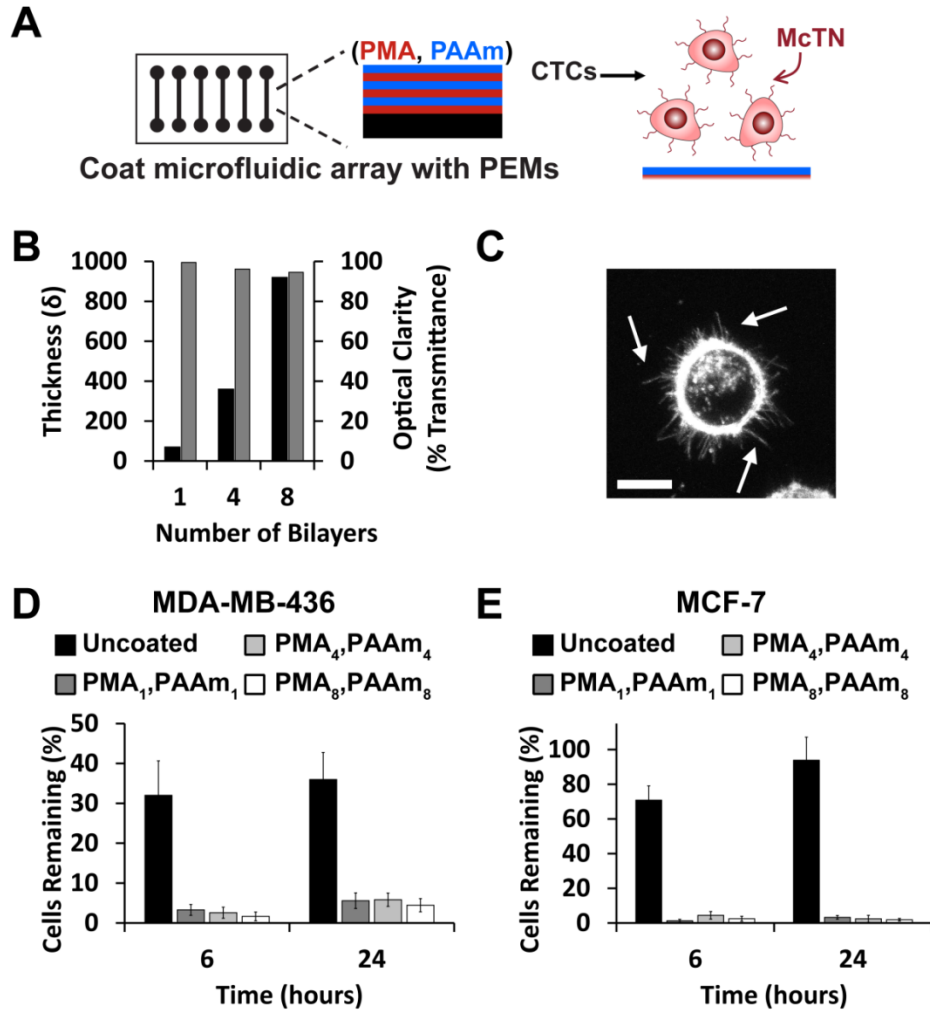 A
(PMA, PAAm)
CTCs
McTN
Coat microfluidic array with PEMs
B
1000
800
600
400
200
0
Thickness (δ)
100
80
60
40
20
0
Optical Clarity
(% Transmittance)
1 4 8
Number of Bilayers
C
D
MDA-MB-436
Uncoated PMA₄,PAAm₄
PMA₁,PAAm₁ PMA₈,PAAm₈
50
40
30
20
10
0
Cells Remaining (%)
6 24
Time (hours)
E
MCF-7
Uncoated PMA₄,PAAm₄
PMA₁,PAAm₁ PMA₈,PAAm₈
100
80
60
40
20
0
Cells Remaining (%)
6 24
Time (hours)